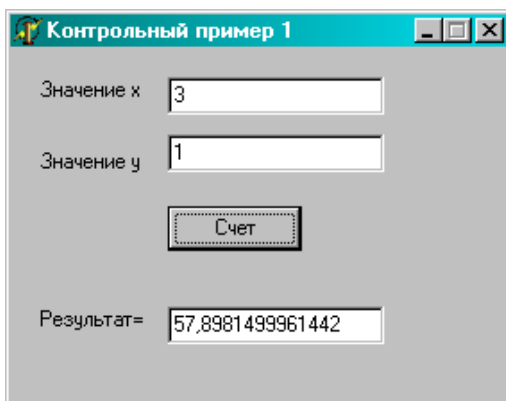 Контрольный пример 1
Значение x 3
Значение y 1
Счет
Результат= 57,8981499961442